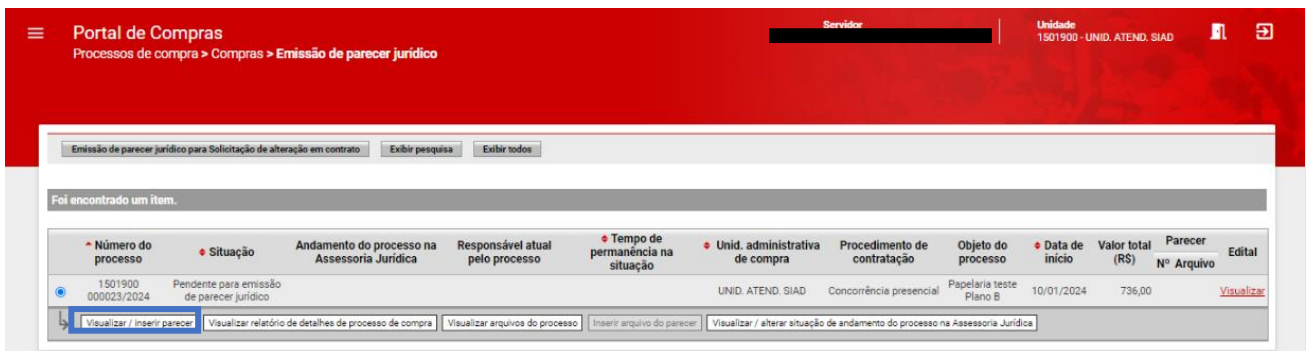 Portal de Compras
Processos de compra > Compras > Emissão de parecer jurídico
Servidor
Unidade
1501900 - UNID. ATEND. SIAD
Emissão de parecer jurídico para Solicitação de alteração em contrato Exibir pesquisa Exibir todos
Foi encontrado um item.
Número do processo Situação Andamento do processo na Assessoria Jurídica Responsável atual pelo processo Tempo de permanência na situação Unid. administrativa de compra Procedimento de contratação Objeto do processo Data de início Valor total (R$) Parecer Nº Arquivo Edital
1501900 000023/2024 Pendente para emissão de parecer jurídico UNID. ATEND. SIAD Concorrência presencial Papelaria teste Plano B 10/01/2024 736,00 Visualizar
Visualizar / inserir parecer Visualizar relatório de detalhes de processo de compra Visualizar arquivos do processo Inserir arquivo do parecer Visualizar / alterar situação de andamento do processo na Assessoria Jurídica